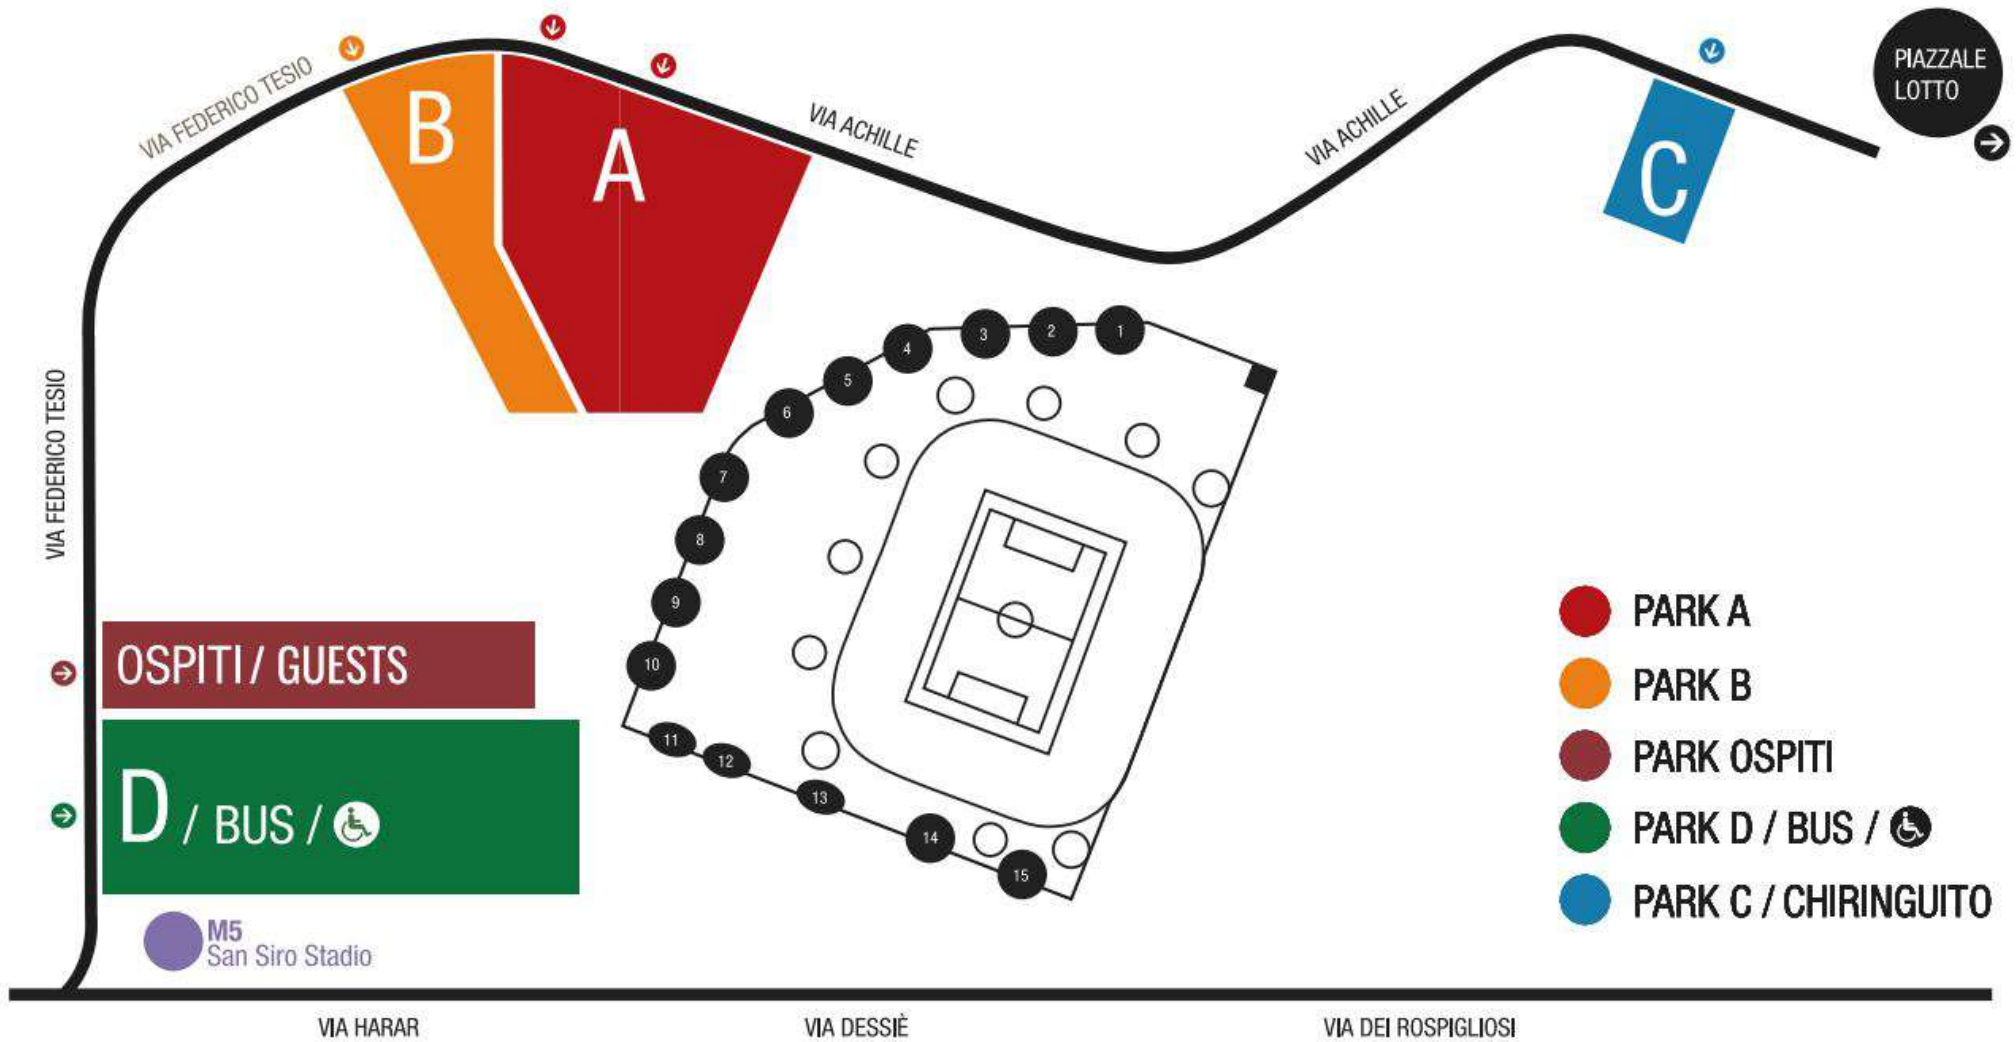 PIAZZALE
LOTTO
VIA FEDERICO TESIO
B
A
VIA ACHILLE
VIA ACHILLE
C
VIA FEDERICO TESIO
1
2
3
4
5
6
7
8
9
10
11
12
13
14
15
OSPITI / GUESTS
D / BUS /
M5
San Siro Stadio
PARK A
PARK B
PARK OSPITI
PARK D / BUS /
PARK C / CHIRINGUITO
VIA HARAR
VIA DESSIÈ
VIA DEI ROSPIGLIOSI